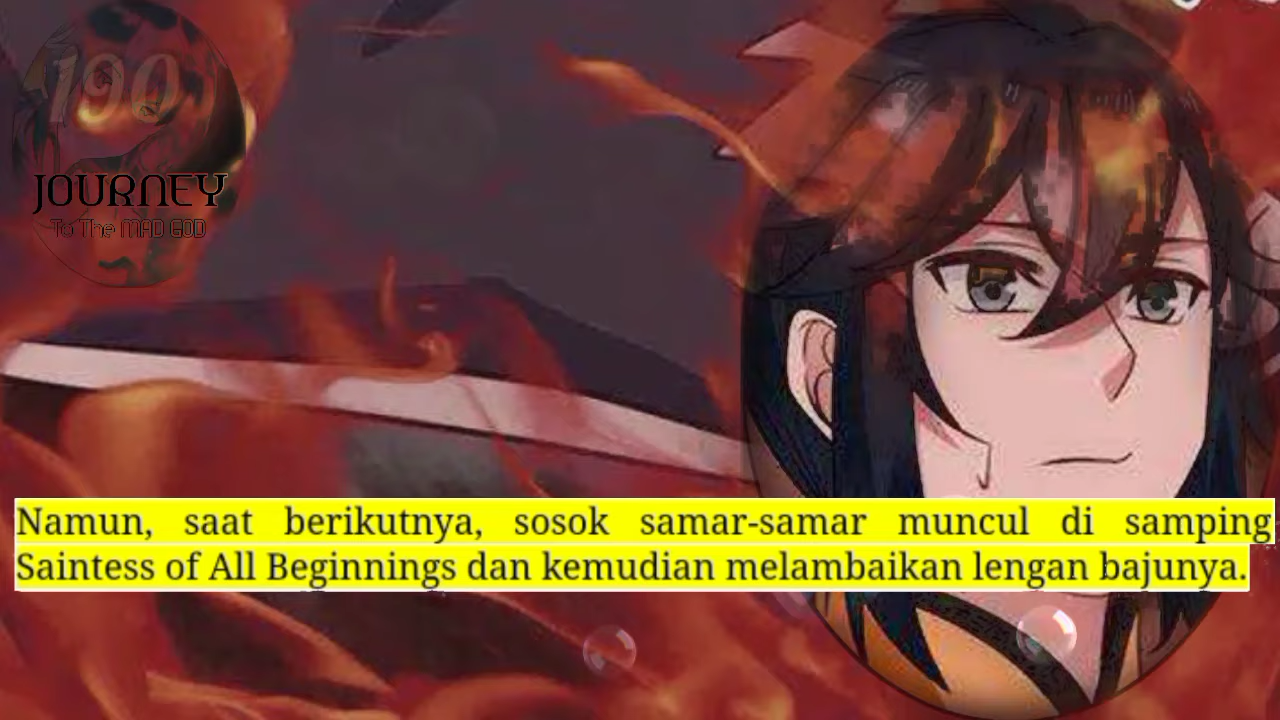 190
JOURNEY
To The MAD GOD
Namun, saat berikutnya, sosok samar-samar muncul di samping
Saintess of All Beginnings dan kemudian melambaikan lengan bajunya.